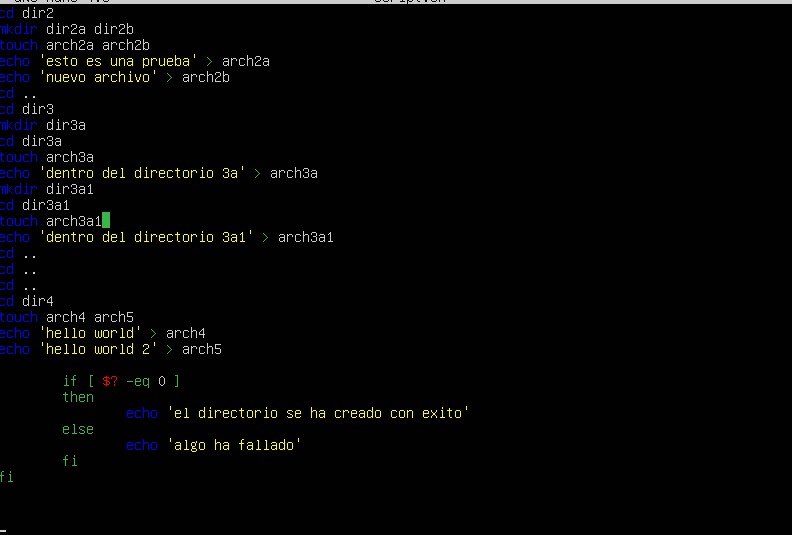 cd dir2
mkdir dir2a dir2b
touch arch2a arch2b
echo 'esto es una prueba' > arch2a
echo 'nuevo archivo' > arch2b
cd ..
cd dir3
mkdir dir3a
cd dir3a
touch arch3a
echo 'dentro del directorio 3a' > arch3a
mkdir dir3a1
cd dir3a1
touch arch3a1
echo 'dentro del directorio 3a1' > arch3a1
cd ..
cd ..
cd ..
cd dir4
touch arch4 arch5
echo 'hello world' > arch4
echo 'hello world 2' > arch5
if [ $? -eq 0 ]
then
echo 'el directorio se ha creado con exito'
else
echo 'algo ha fallado'
fi
fi